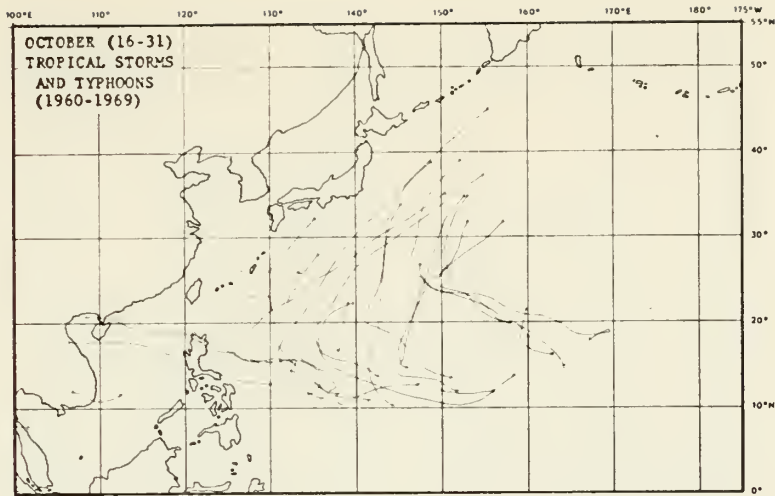 100°E 110° 120° 130° 140° 150° 160° 170°E 180° 175°W
OCTOBER (16-31)
TROPICAL STORMS
AND TYPHOONS
(1960-1969)
55°N
50°
40°
30°
20°
10°N
0°